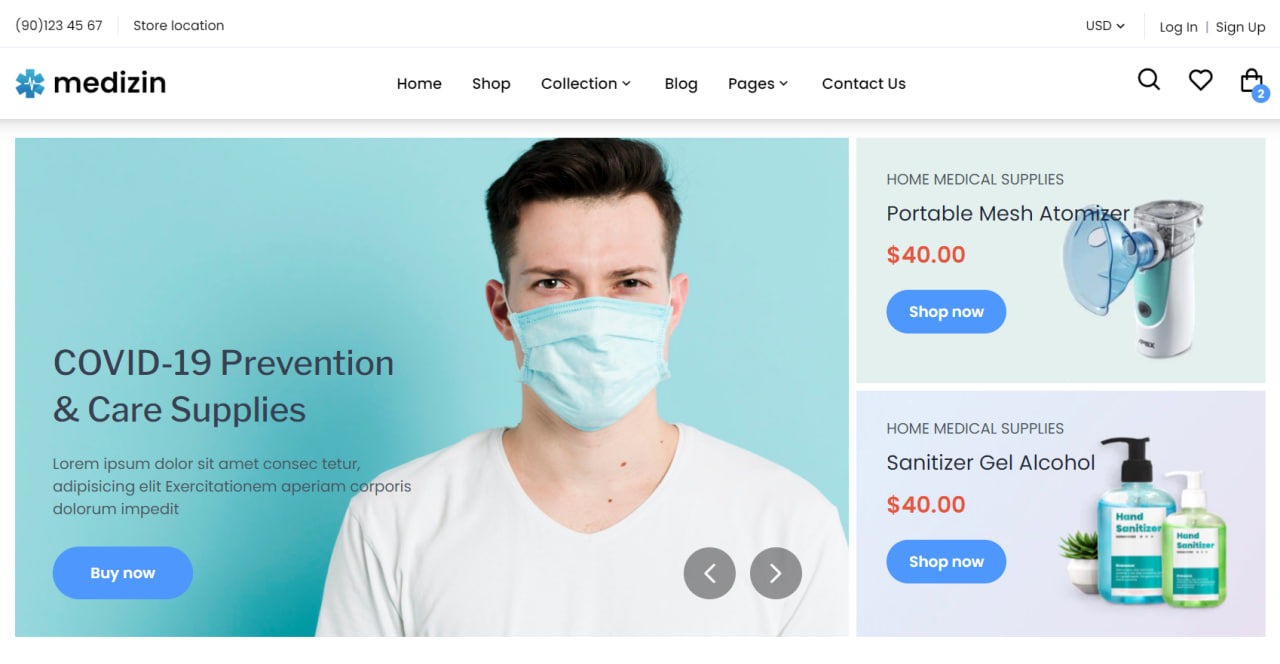 (90)123 45 67
Store location
USD
Log In | Sign Up
medizin
Home
Shop
Collection
Blog
Pages
Contact Us
2
COVID-19 Prevention
& Care Supplies
Lorem ipsum dolor sit amet consec tetur,
adipisicing elit Exercitationem aperiam corporis
dolorum impedit
Buy now
HOME MEDICAL SUPPLIES
Portable Mesh Atomizer
$40.00
Shop now
HOME MEDICAL SUPPLIES
Sanitizer Gel Alcohol
$40.00
Shop now
Hand
Sanitizer
Hand
Sanitizer